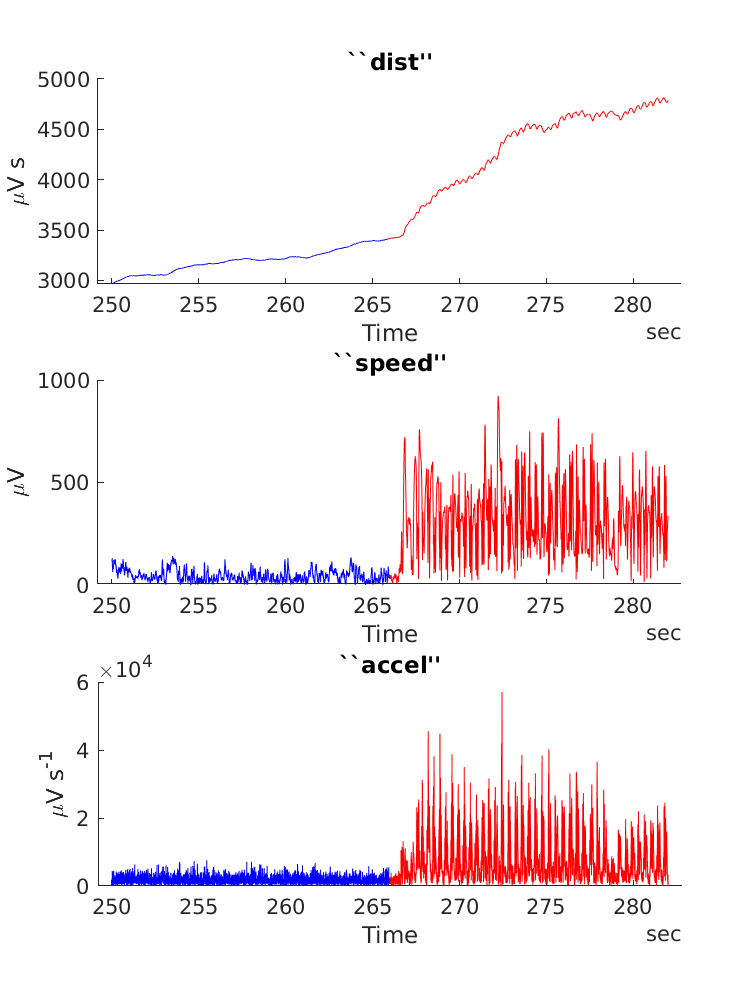 ``dist''
5000
4500
4000
3500
3000
μV s
250 255 260 265 270 275 280
Time
sec
``speed''
1000
500
0
μV
250 255 260 265 270 275 280
Time
sec
``accel''
×10⁴
6
4
2
0
μV s⁻¹
250 255 260 265 270 275 280
Time
sec